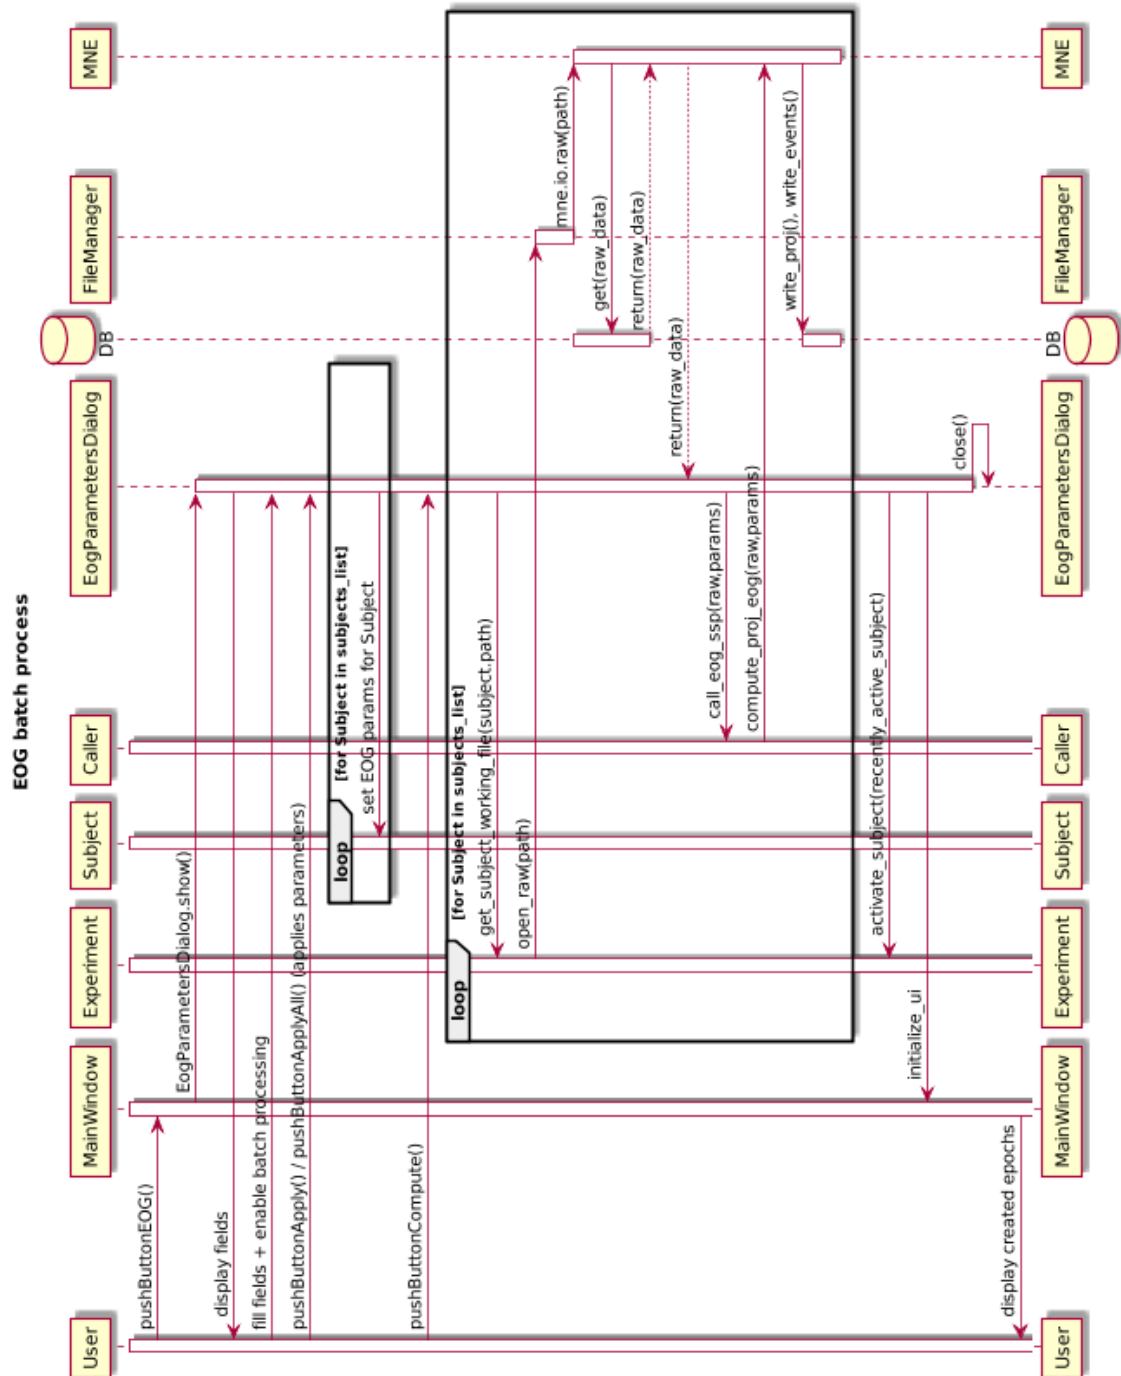 EOG batch process
User
MainWindow
Experiment
Subject
Caller
EogParametersDialog
DB
FileManager
MNE
pushButtonEOG()
EogParametersDialog.show()
display fields
fill fields + enable batch processing
pushButtonApply() / pushButtonApplyAll() (applies parameters)
loop
[for Subject in subjects_list]
set EOG params for Subject
pushButtonCompute()
loop
[for Subject in subjects_list]
get_subject_working_file(subject.path)
open_raw(path)
mne.io.raw(path)
get(raw_data)
return(raw_data)
return(raw_data)
call_eog_ssp(raw,params)
compute_proj_eog(raw,params)
write_proj(), write_events()
activate_subject(recently_active_subject)
initialize_ui
close()
display created epochs
User
MainWindow
Experiment
Subject
Caller
EogParametersDialog
DB
FileManager
MNE